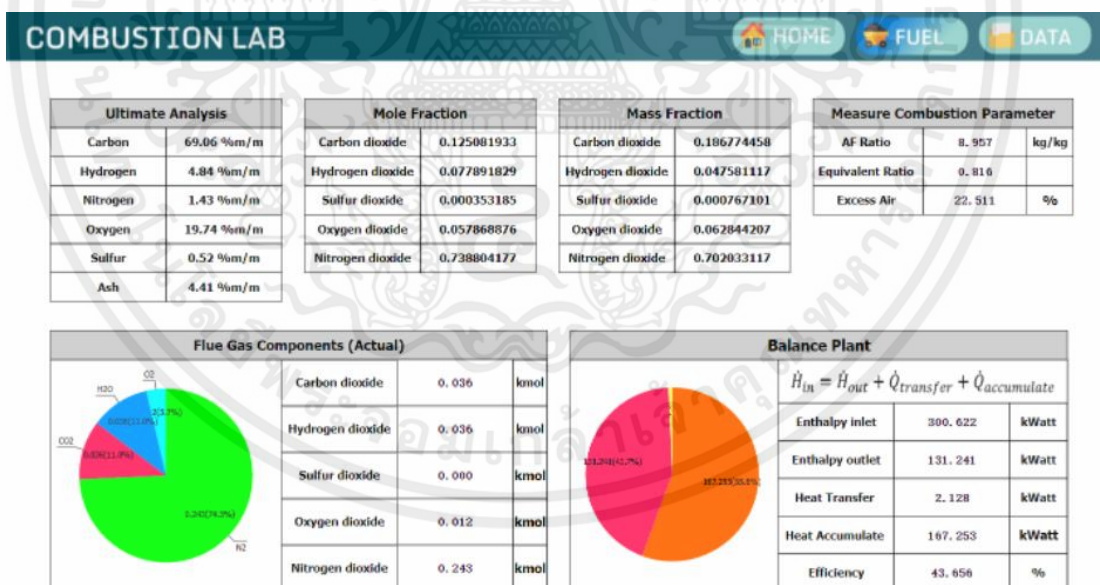 COMBUSTION LAB
HOME
FUEL
DATA
Ultimate Analysis
Carbon 69.06 %m/m
Hydrogen 4.84 %m/m
Nitrogen 1.43 %m/m
Oxygen 19.74 %m/m
Sulfur 0.52 %m/m
Ash 4.41 %m/m
Mole Fraction
Carbon dioxide 0.125081933
Hydrogen dioxide 0.077891829
Sulfur dioxide 0.000353185
Oxygen dioxide 0.057868876
Nitrogen dioxide 0.738804177
Mass Fraction
Carbon dioxide 0.186774458
Hydrogen dioxide 0.047581117
Sulfur dioxide 0.000767101
Oxygen dioxide 0.062844207
Nitrogen dioxide 0.702033117
Measure Combustion Parameter
AF Ratio 8.957 kg/kg
Equivalent Ratio 0.816
Excess Air 22.511 %
Flue Gas Components (Actual)
O2
H2O
CO2
N2
Carbon dioxide 0.036 kmol
Hydrogen dioxide 0.036 kmol
Sulfur dioxide 0.000 kmol
Oxygen dioxide 0.012 kmol
Nitrogen dioxide 0.243 kmol
Balance Plant
Ḣin = Ḣout + Q̇transfer + Q̇accumulate
Enthalpy inlet 300.622 kWatt
Enthalpy outlet 131.241 kWatt
Heat Transfer 2.128 kWatt
Heat Accumulate 167.253 kWatt
Efficiency 43.656 %